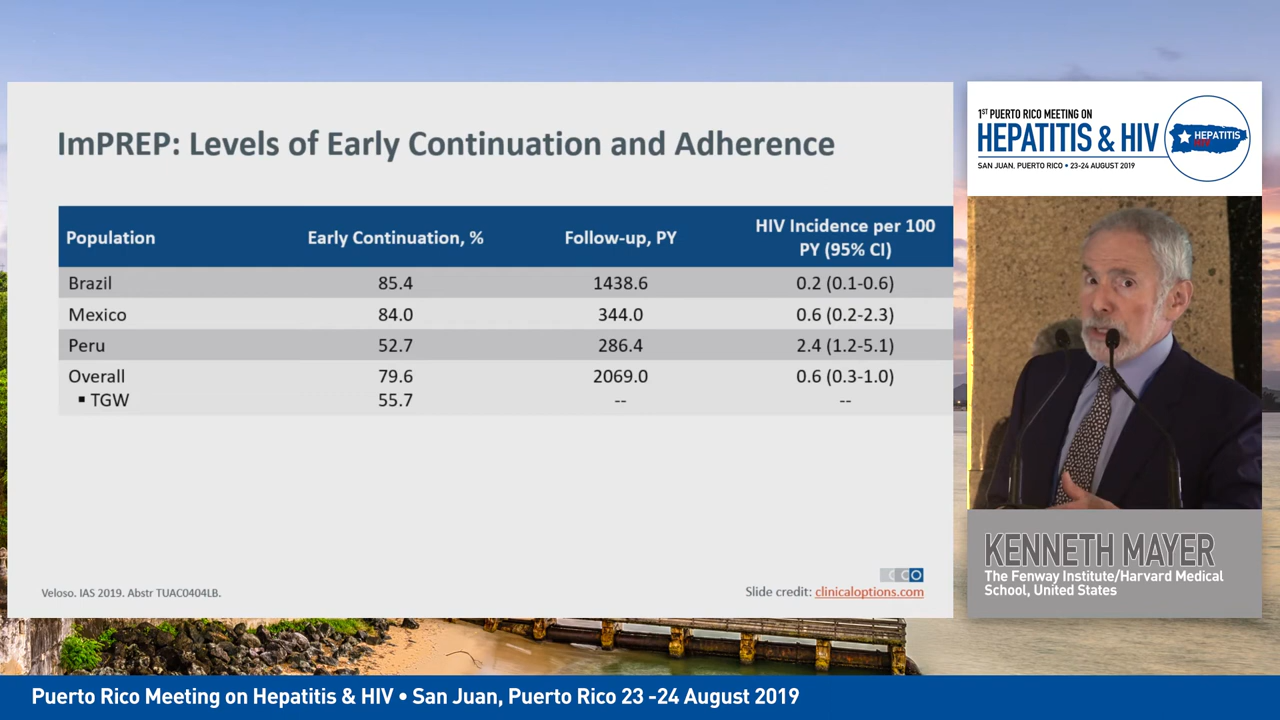 ImPREP: Levels of Early Continuation and Adherence
Population Early Continuation, % Follow-up, PY HIV Incidence per 100 PY (95% CI)
Brazil 85.4 1438.6 0.2 (0.1-0.6)
Mexico 84.0 344.0 0.6 (0.2-2.3)
Peru 52.7 286.4 2.4 (1.2-5.1)
Overall 79.6 2069.0 0.6 (0.3-1.0)
▪ TGW 55.7 -- --
Veloso. IAS 2019. Abstr TUAC0404LB.
CCO
Slide credit: clinicaloptions.com
1ST PUERTO RICO MEETING ON
HEPATITIS & HIV
SAN JUAN, PUERTO RICO • 23-24 AUGUST 2019
HEPATITIS
KENNETH MAYER
The Fenway Institute/Harvard Medical
School, United States
Puerto Rico Meeting on Hepatitis & HIV • San Juan, Puerto Rico 23 -24 August 2019